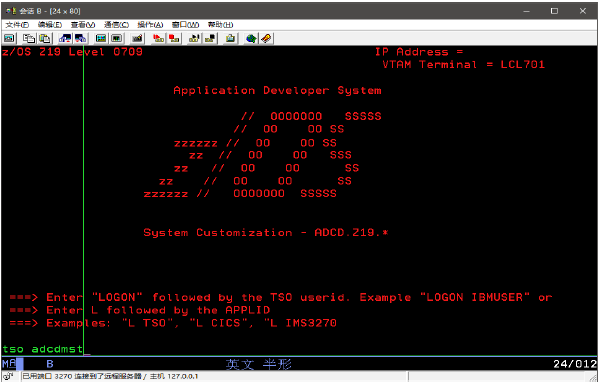 会话 B - [24 x 80]
文件(F) 编辑(E) 查看(V) 通信(C) 操作(A) 窗口(W) 帮助(H)
z/OS 219 Level 0709 IP Address =
VTAM Terminal = LCL701
Application Developer System
// OOOOOOO SSSSS
// OO OO SS
zzzzzz // OO OO SS
zz // OO OO SSS
zz // OO OO SS
zz // OO OO SS
zzzzzz // OOOOOOO SSSSS
System Customization - ADCD.219.*
===> Enter "LOGON" followed by the TSO userid. Example "LOGON IBMUSER" or
===> Enter L followed by the APPLID
===> Examples: "L TSO", "L CICS", "L IMS3270
tso adcdmst
MA B 英文 半形 24/012
已用端口 3270 连接到了远程服务器 / 主机 127.0.0.1